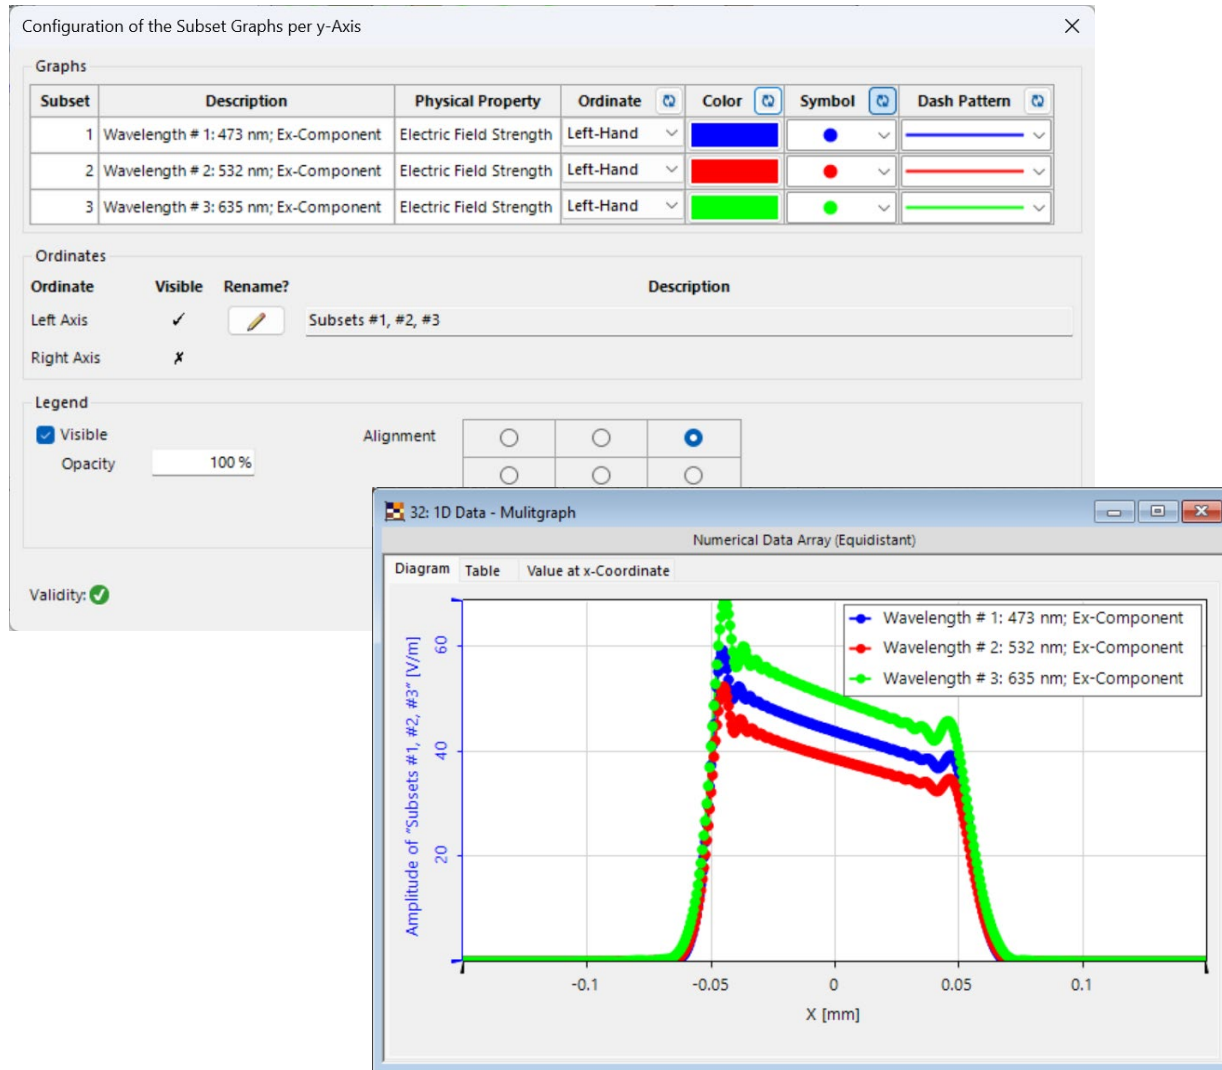 Configuration of the Subset Graphs per y-Axis
Graphs
Subset Description Physical Property Ordinate Color Symbol Dash Pattern
1 Wavelength # 1: 473 nm; Ex-Component Electric Field Strength Left-Hand
2 Wavelength # 2: 532 nm; Ex-Component Electric Field Strength Left-Hand
3 Wavelength # 3: 635 nm; Ex-Component Electric Field Strength Left-Hand
Ordinates
Ordinate Visible Rename? Description
Left Axis ✓ Subsets #1, #2, #3
Right Axis ✗
Legend
Visible Alignment
Opacity 100 %
Validity:
32: 1D Data - Mulitgraph
Numerical Data Array (Equidistant)
Diagram Table Value at x-Coordinate
Wavelength # 1: 473 nm; Ex-Component
Wavelength # 2: 532 nm; Ex-Component
Wavelength # 3: 635 nm; Ex-Component
Amplitude of "Subsets #1, #2, #3" [V/m]
60
40
20
-0.1 -0.05 0 0.05 0.1
X [mm]